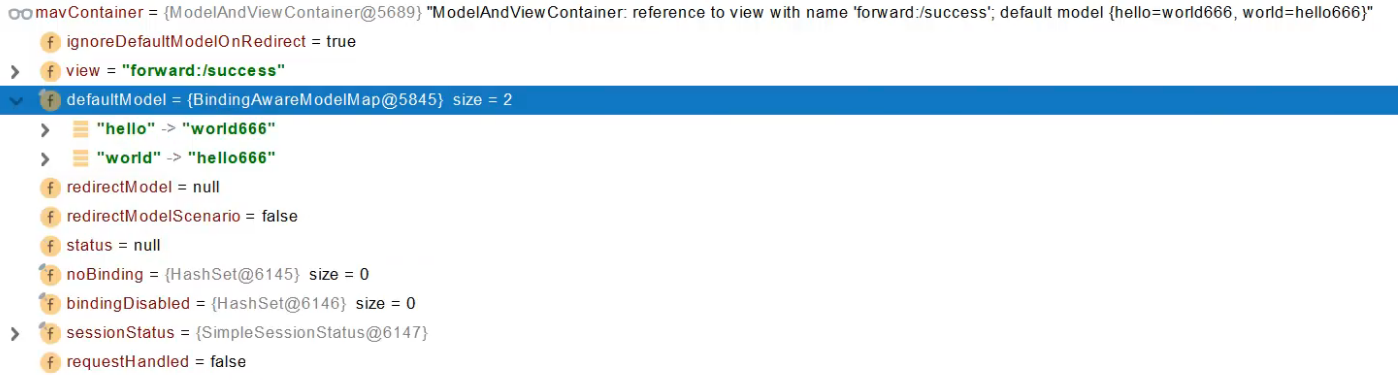 mavContainer = {ModelAndViewContainer@5689} "ModelAndViewContainer: reference to view with name 'forward:/success'; default model {hello=world666, world=hello666}"
f ignoreDefaultModelOnRedirect = true
f view = "forward:/success"
f defaultModel = {BindingAwareModelMap@5845} size = 2
"hello" -> "world666"
"world" -> "hello666"
f redirectModel = null
f redirectModelScenario = false
f status = null
f noBinding = {HashSet@6145} size = 0
f bindingDisabled = {HashSet@6146} size = 0
f sessionStatus = {SimpleSessionStatus@6147}
f requestHandled = false